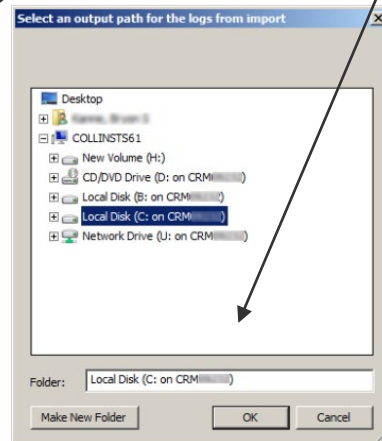 Select an output path for the logs from import
Desktop
COLLINSTS61
New Volume (H:)
CD/DVD Drive (D: on CRM )
Local Disk (B: on CRM )
Local Disk (C: on CRM )
Network Drive (U: on CRM )
Folder: Local Disk (C: on CRM )
Make New Folder OK Cancel